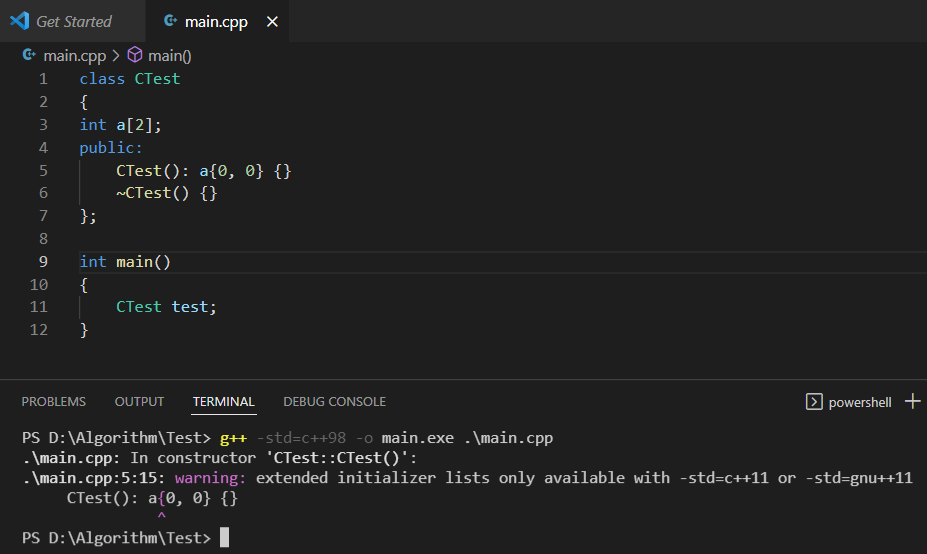 Get Started main.cpp ×
main.cpp > main()
1 class CTest
2 {
3 int a[2];
4 public:
5     CTest(): a{0, 0} {}
6     ~CTest() {}
7 };
8
9 int main()
10 {
11     CTest test;
12 }
PROBLEMS OUTPUT TERMINAL DEBUG CONSOLE powershell +
PS D:\Algorithm\Test> g++ -std=c++98 -o main.exe .\main.cpp
.\main.cpp: In constructor 'CTest::CTest()':
.\main.cpp:5:15: warning: extended initializer lists only available with -std=c++11 or -std=gnu++11
     CTest(): a{0, 0} {}
               ^
PS D:\Algorithm\Test>